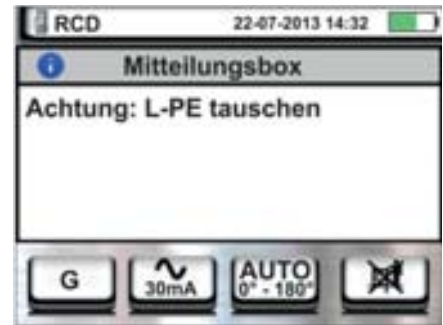 RCD 22-07-2013 14:32
Mitteilungsbox
Achtung: L-PE tauschen
G 30mA AUTO
0° - 180°